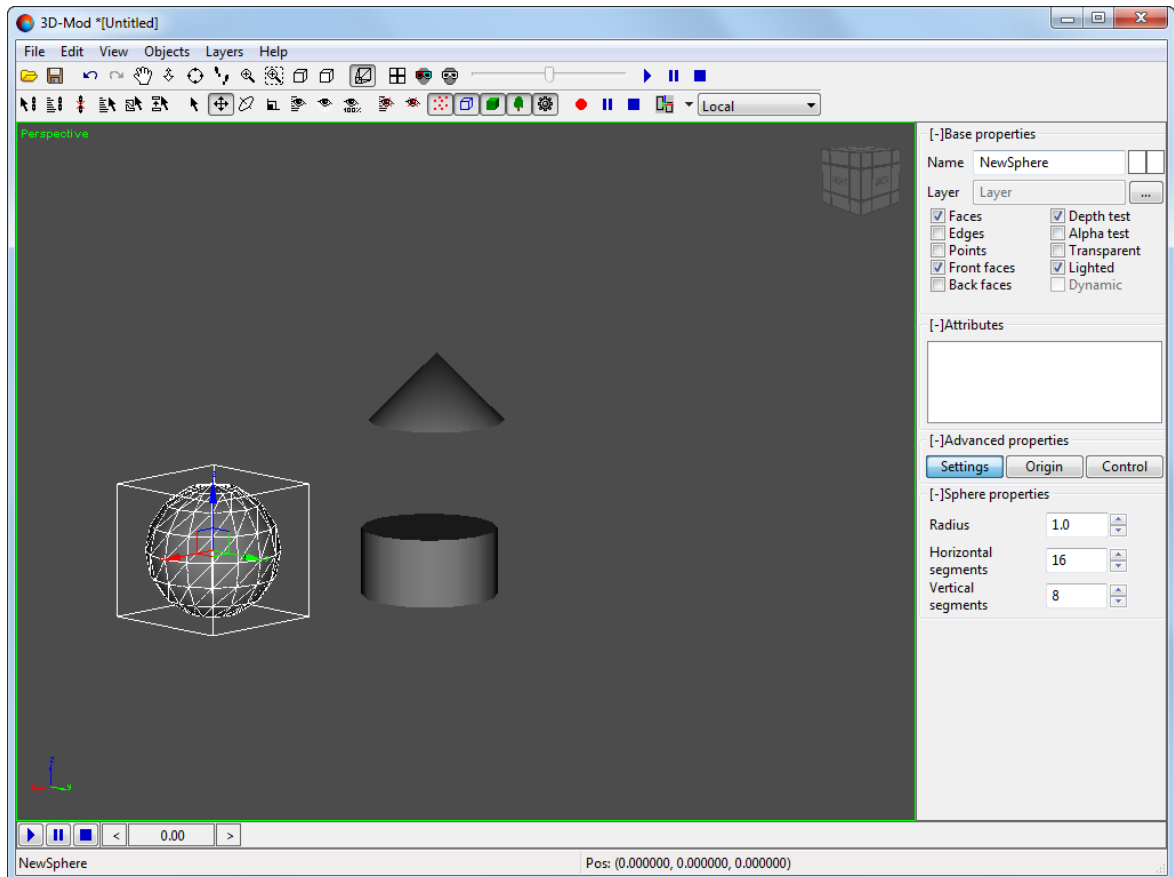 3D-Mod *[Untitled]
File Edit View Objects Layers Help
100%
Local
Perspective
[-]Base properties
Name NewSphere
Layer Layer ...
Faces Depth test
Edges Alpha test
Points Transparent
Front faces Lighted
Back faces Dynamic
[-]Attributes
[-]Advanced properties
Settings Origin Control
[-]Sphere properties
Radius 1.0
Horizontal
segments 16
Vertical
segments 8
z
x y
< 0.00 >
NewSphere Pos: (0.000000, 0.000000, 0.000000)